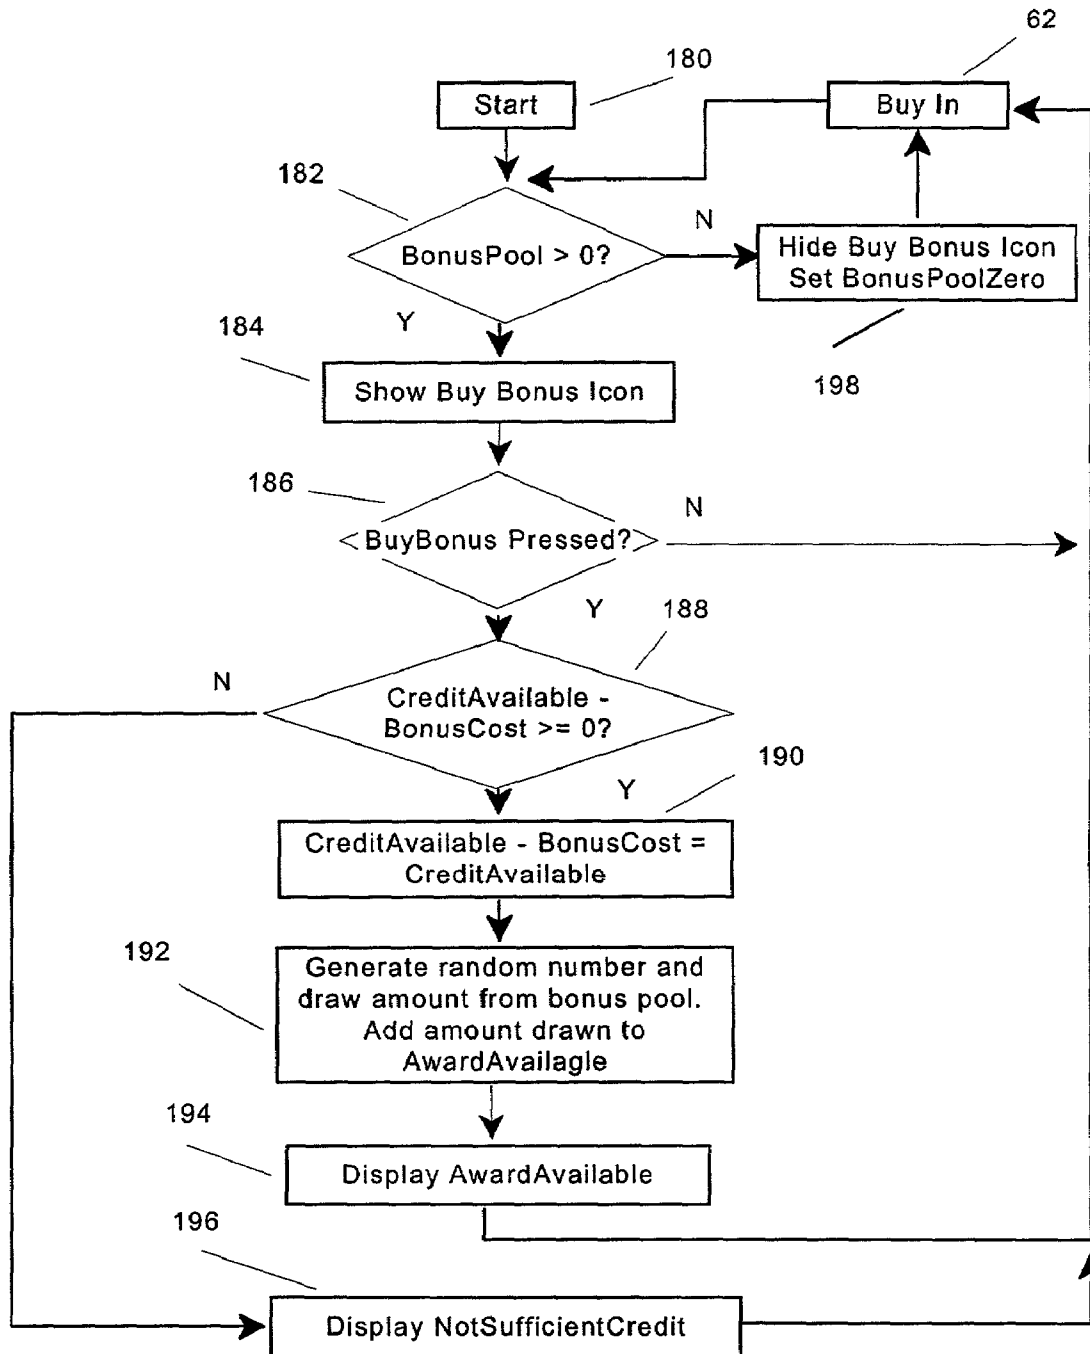 62
180
Start
Buy In
182
N
BonusPool > 0?
Hide Buy Bonus Icon
Set BonusPoolZero
Y
184
198
Show Buy Bonus Icon
186
N
BuyBonus Pressed?
Y
188
N
CreditAvailable -
BonusCost >= 0?
190
Y
CreditAvailable - BonusCost =
CreditAvailable
192
Generate random number and
draw amount from bonus pool.
Add amount drawn to
AwardAvailagle
194
Display AwardAvailable
196
Display NotSufficientCredit